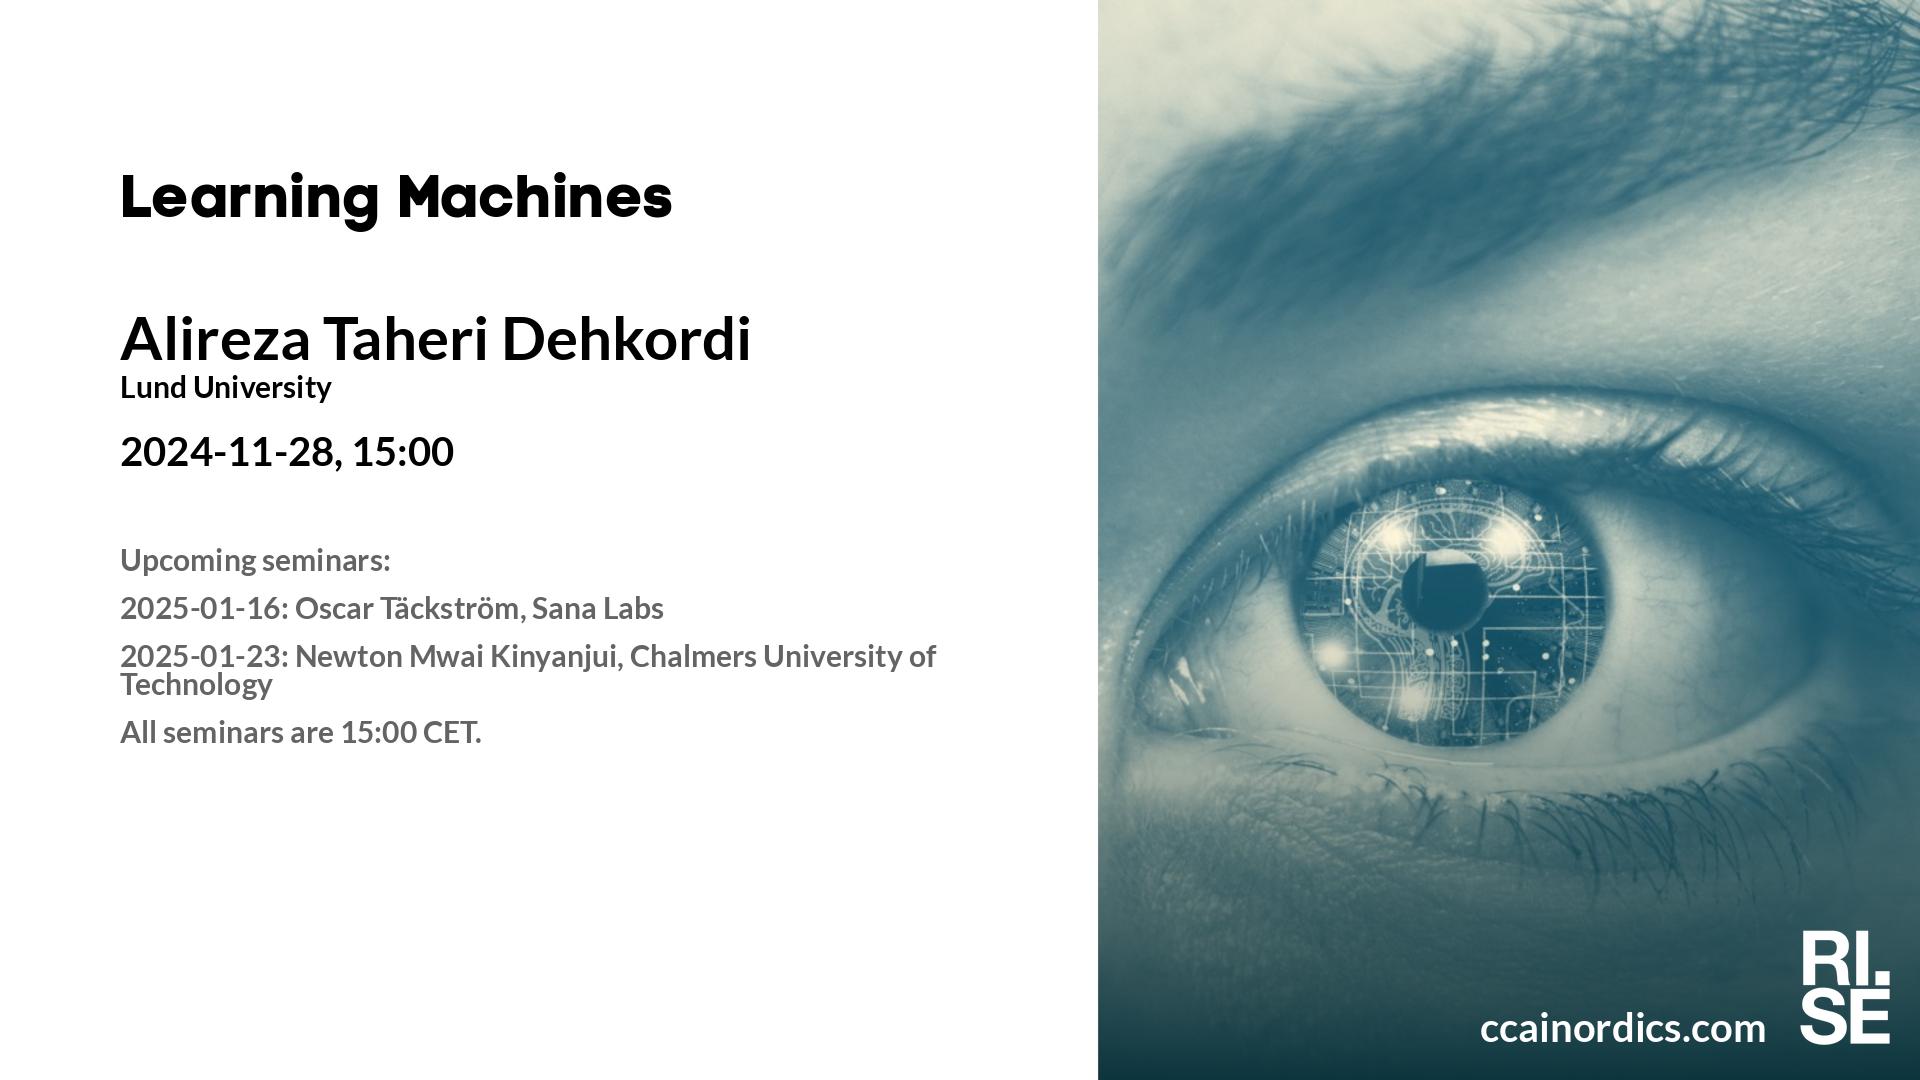 Learning Machines
Alireza Taheri Dehkordi
Lund University
2024-11-28, 15:00
Upcoming seminars:
2025-01-16: Oscar Täckström, Sana Labs
2025-01-23: Newton Mwai Kinyanjui, Chalmers University of
Technology
All seminars are 15:00 CET.
ccainordics.com
RI.
SE